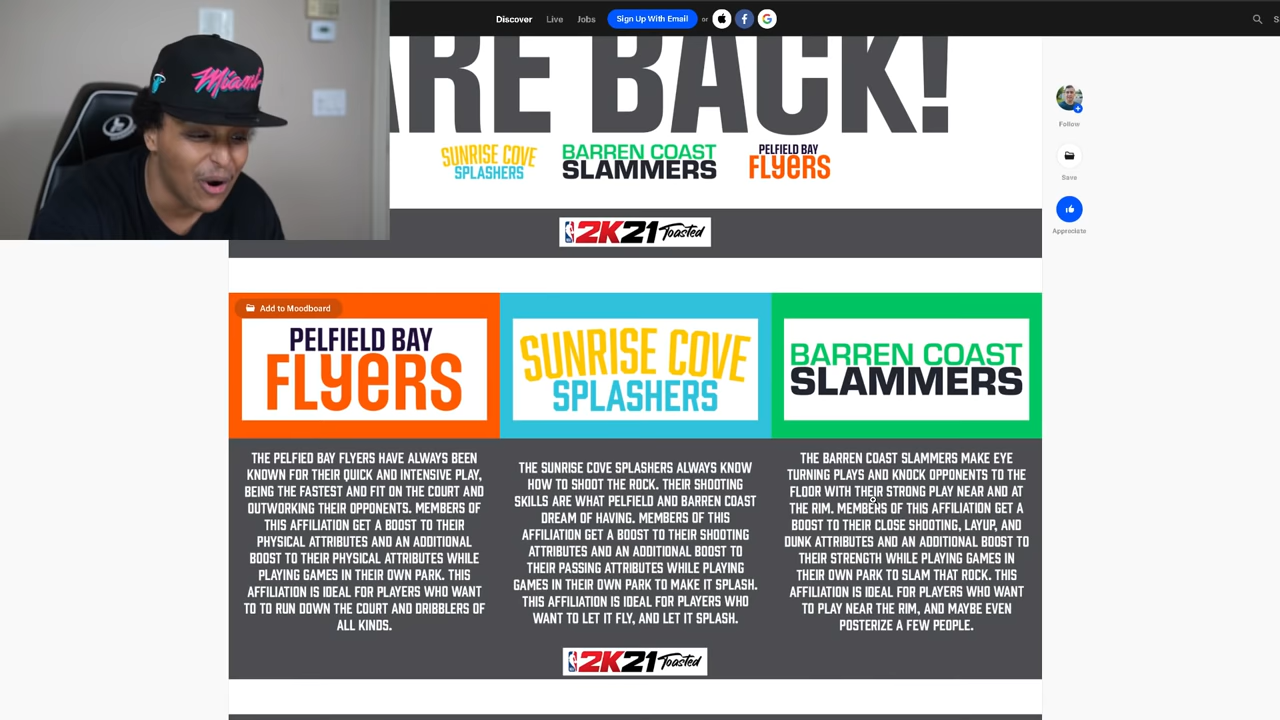 Discover Live Jobs Sign Up With Email or
Miami
ARE BACK!
SUNRISE COVE
SPLASHERS
BARREN COAST
SLAMMERS
PELFIELD BAY
FLYERS
NBA 2K21 Toasted
Follow
Save
Appreciate
Add to Moodboard
PELFIELD BAY
FLYERS
THE PELFIED BAY FLYERS HAVE ALWAYS BEEN
KNOWN FOR THEIR QUICK AND INTENSIVE PLAY,
BEING THE FASTEST AND FIT ON THE COURT AND
OUTWORKING THEIR OPPONENTS. MEMBERS OF
THIS AFFILIATION GET A BOOST TO THEIR
PHYSICAL ATTRIBUTES AND AN ADDITIONAL
BOOST TO THEIR PHYSICAL ATTRIBUTES WHILE
PLAYING GAMES IN THEIR OWN PARK. THIS
AFFILIATION IS IDEAL FOR PLAYERS WHO WANT
TO TO RUN DOWN THE COURT AND DRIBBLERS OF
ALL KINDS.
SUNRISE COVE
SPLASHERS
THE SUNRISE COVE SPLASHERS ALWAYS KNOW
HOW TO SHOOT THE ROCK. THEIR SHOOTING
SKILLS ARE WHAT PELFIELD AND BARREN COAST
DREAM OF HAVING. MEMBERS OF THIS
AFFILIATION GET A BOOST TO THEIR SHOOTING
ATTRIBUTES AND AN ADDITIONAL BOOST TO
THEIR PASSING ATTRIBUTES WHILE PLAYING
GAMES IN THEIR OWN PARK TO MAKE IT SPLASH.
THIS AFFILIATION IS IDEAL FOR PLAYERS WHO
WANT TO LET IT FLY, AND LET IT SPLASH.
BARREN COAST
SLAMMERS
THE BARREN COAST SLAMMERS MAKE EYE
TURNING PLAYS AND KNOCK OPPONENTS TO THE
FLOOR WITH THEIR STRONG PLAY NEAR AND AT
THE RIM. MEMBERS OF THIS AFFILIATION GET A
BOOST TO THEIR CLOSE SHOOTING, LAYUP, AND
DUNK ATTRIBUTES AND AN ADDITIONAL BOOST TO
THEIR STRENGTH WHILE PLAYING GAMES IN
THEIR OWN PARK TO SLAM THAT ROCK. THIS
AFFILIATION IS IDEAL FOR PLAYERS WHO WANT
TO PLAY NEAR THE RIM, AND MAYBE EVEN
POSTERIZE A FEW PEOPLE.
NBA 2K21 Toasted